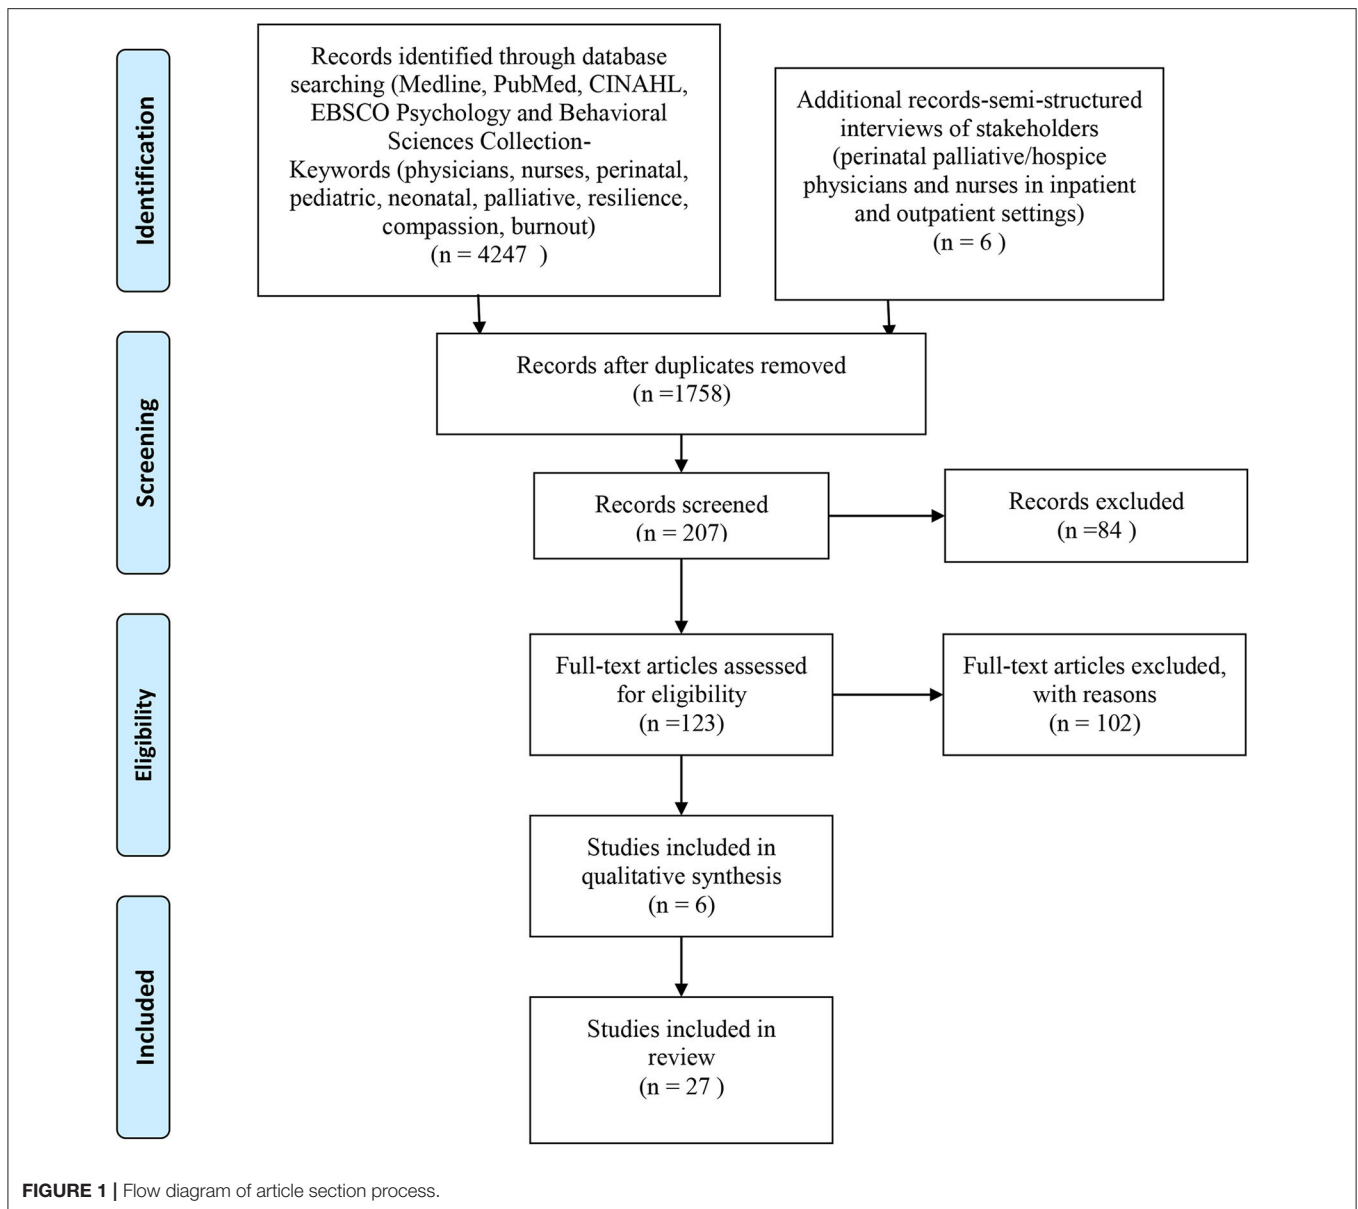 Identification
Records identified through database
searching (Medline, PubMed, CINAHL,
EBSCO Psychology and Behavioral
Sciences Collection-
Keywords (physicians, nurses, perinatal,
pediatric, neonatal, palliative, resilience,
compassion, burnout)
(n = 4247  )
Additional records-semi-structured
interviews of stakeholders
(perinatal palliative/hospice
physicians and nurses in inpatient
and outpatient settings)
(n = 6 )
Screening
Records after duplicates removed
(n =1758)
Records screened
(n = 207)
Records excluded
(n =84 )
Eligibility
Full-text articles assessed
for eligibility
(n =123)
Full-text articles excluded,
with reasons
(n = 102)
Studies included in
qualitative synthesis
(n = 6)
Included
Studies included in
review
(n = 27 )
FIGURE 1 | Flow diagram of article section process.